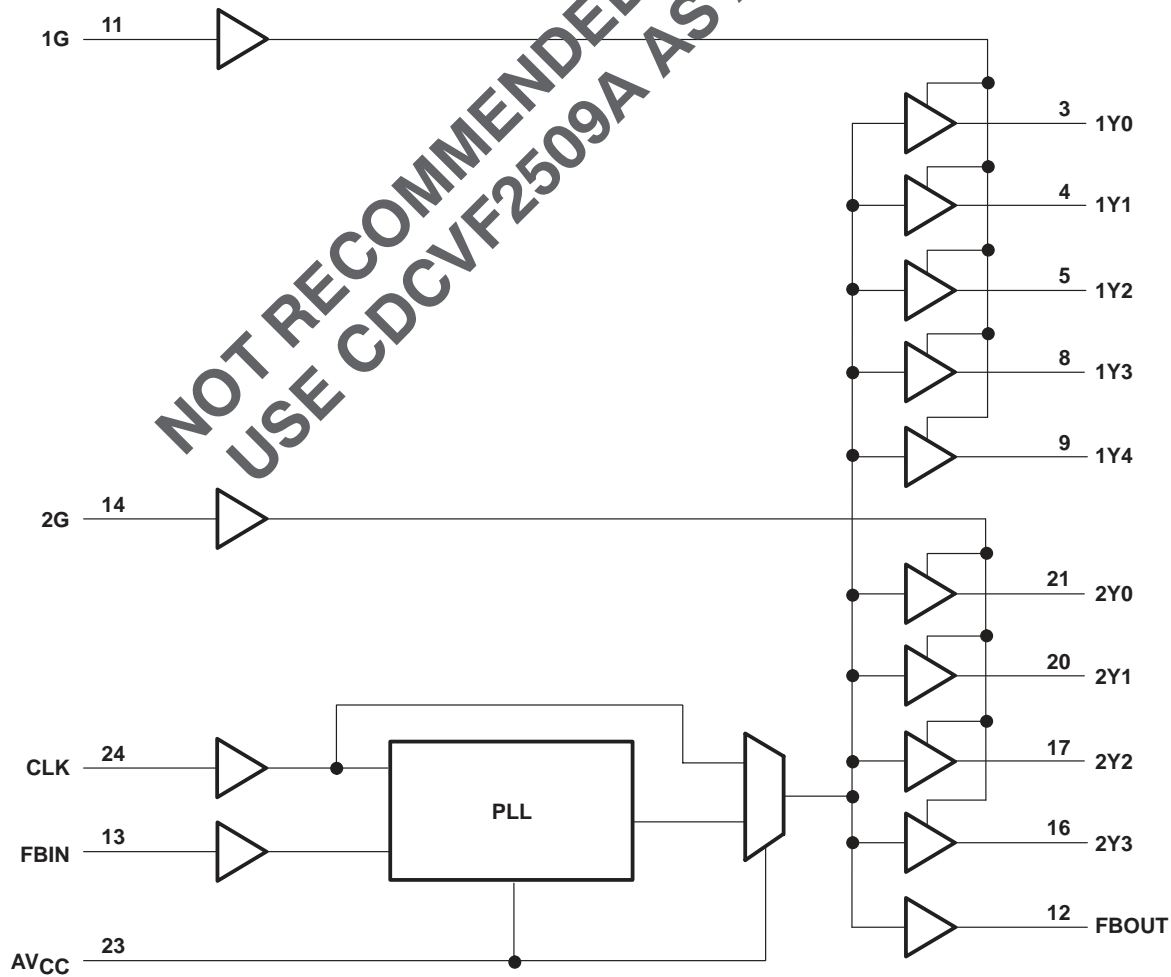 1G 11
NOT RECOMMENDED
USE CDCVF2509A AS
3 1Y0
4 1Y1
5 1Y2
8 1Y3
9 1Y4
2G 14
21 2Y0
20 2Y1
17 2Y2
16 2Y3
12 FBOUT
CLK 24
FBIN 13
PLL
AVCC 23